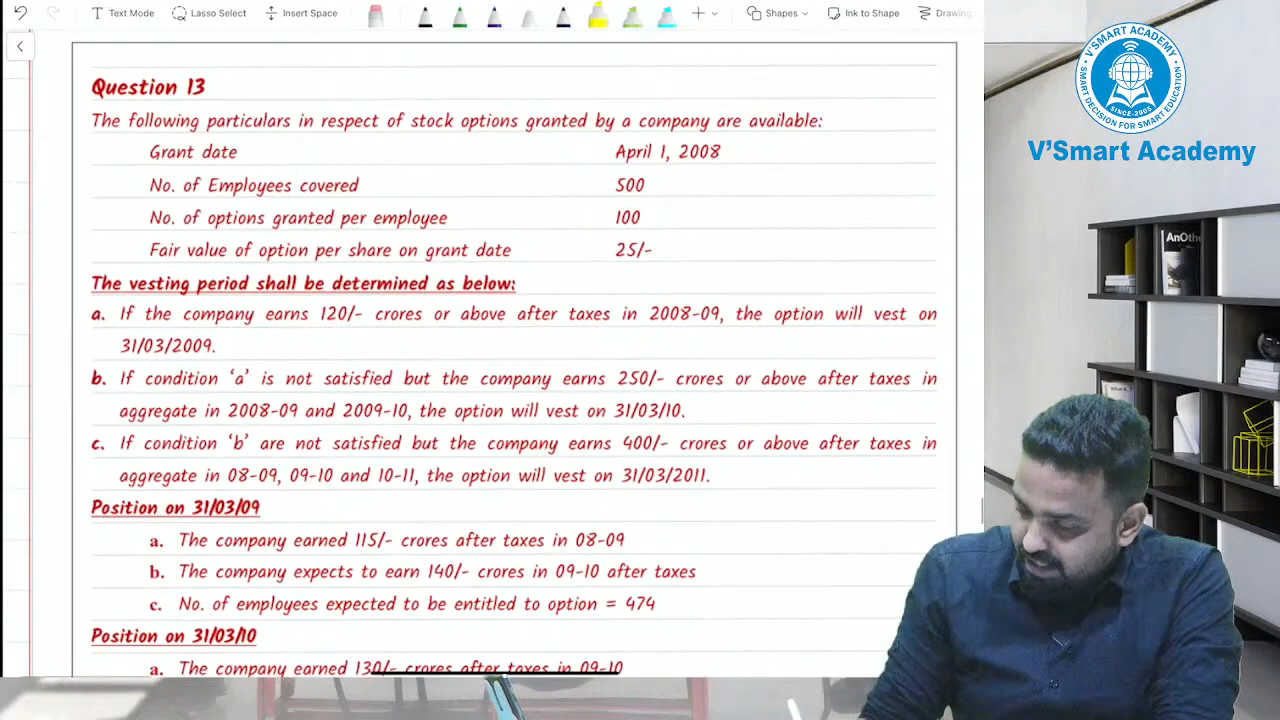 Text Mode Lasso Select Insert Space Shapes Ink to Shape Drawing
Question 13
The following particulars in respect of stock options granted by a company are available:
Grant date April 1, 2008
No. of Employees covered 500
No. of options granted per employee 100
Fair value of option per share on grant date 25/-
The vesting period shall be determined as below:
a. If the company earns 120/- crores or above after taxes in 2008-09, the option will vest on
31/03/2009.
b. If condition ‘a’ is not satisfied but the company earns 250/- crores or above after taxes in
aggregate in 2008-09 and 2009-10, the option will vest on 31/03/10.
c. If condition ‘b’ are not satisfied but the company earns 400/- crores or above after taxes in
aggregate in 08-09, 09-10 and 10-11, the option will vest on 31/03/2011.
Position on 31/03/09
a. The company earned 115/- crores after taxes in 08-09
b. The company expects to earn 140/- crores in 09-10 after taxes
c. No. of employees expected to be entitled to option = 474
Position on 31/03/10
a. The company earned 130/- crores after taxes in 09-10
V'SMART ACADEMY
SMART DECISION FOR SMART EDUCATION
SINCE-2005
V'Smart Academy
AnOthe